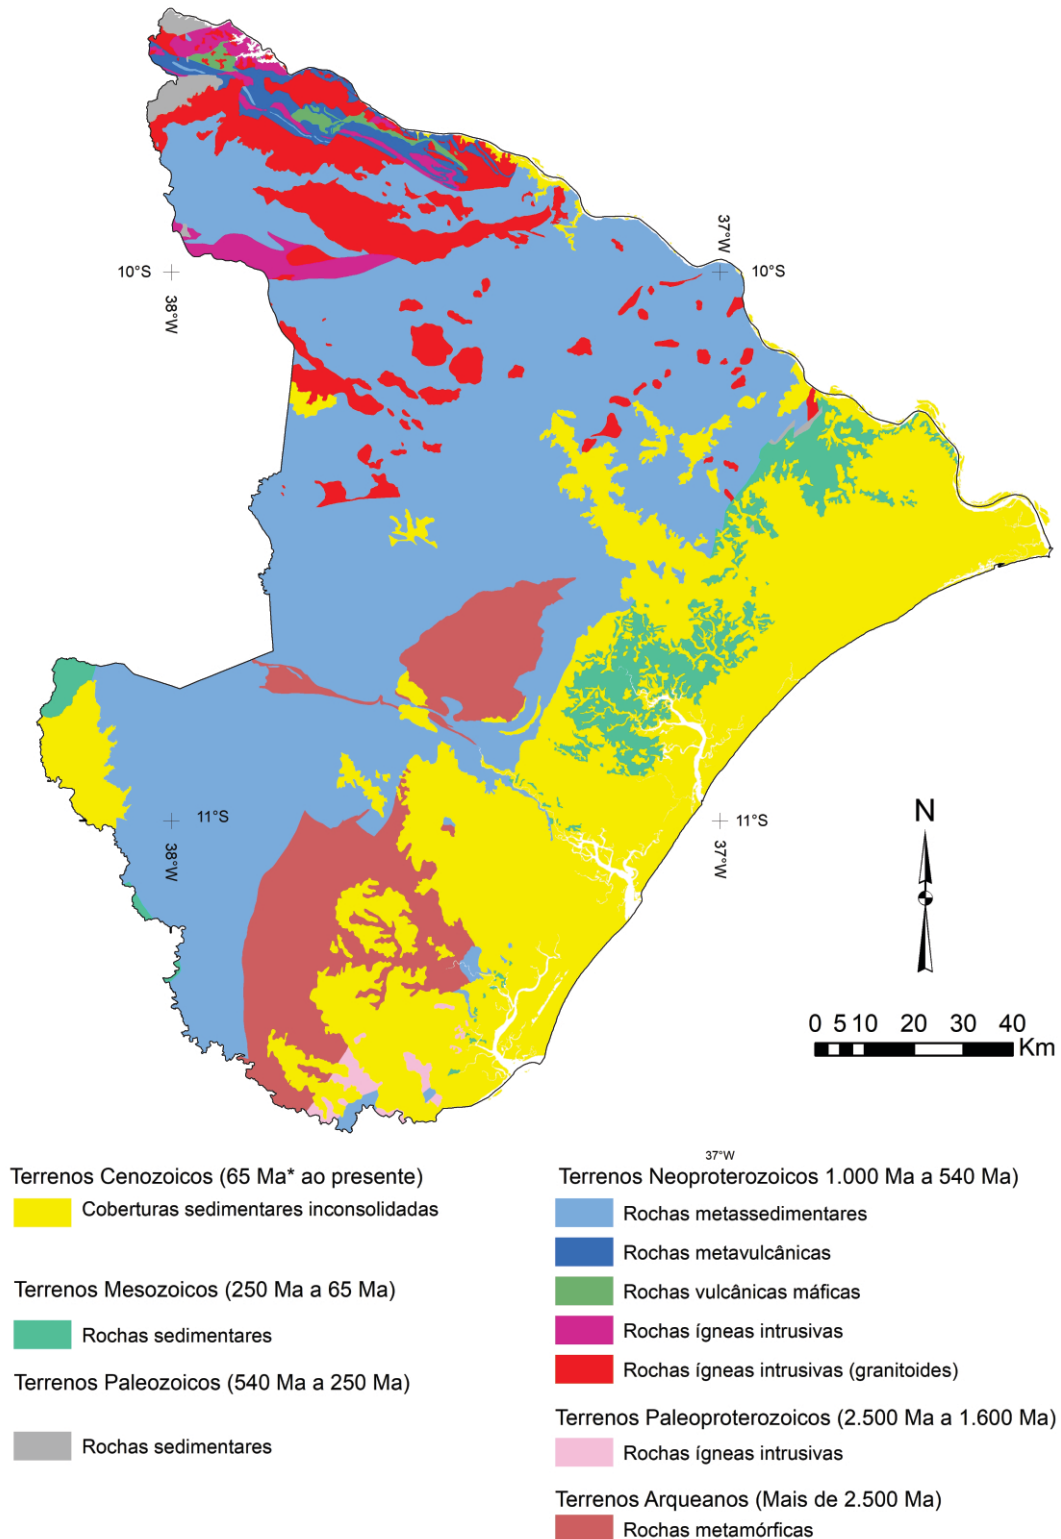 37°W
10°S
10°S
38°W
11°S
11°S
38°W
37°W
N
0 5 10 20 30 40
Km
37°W
Terrenos Cenozoicos (65 Ma* ao presente)
Coberturas sedimentares inconsolidadas
Terrenos Mesozoicos (250 Ma a 65 Ma)
Rochas sedimentares
Terrenos Paleozoicos (540 Ma a 250 Ma)
Rochas sedimentares
Terrenos Neoproterozoicos 1.000 Ma a 540 Ma)
Rochas metassedimentares
Rochas metavulcânicas
Rochas vulcânicas máficas
Rochas ígneas intrusivas
Rochas ígneas intrusivas (granitoides)
Terrenos Paleoproterozoicos (2.500 Ma a 1.600 Ma)
Rochas ígneas intrusivas
Terrenos Arqueanos (Mais de 2.500 Ma)
Rochas metamórficas